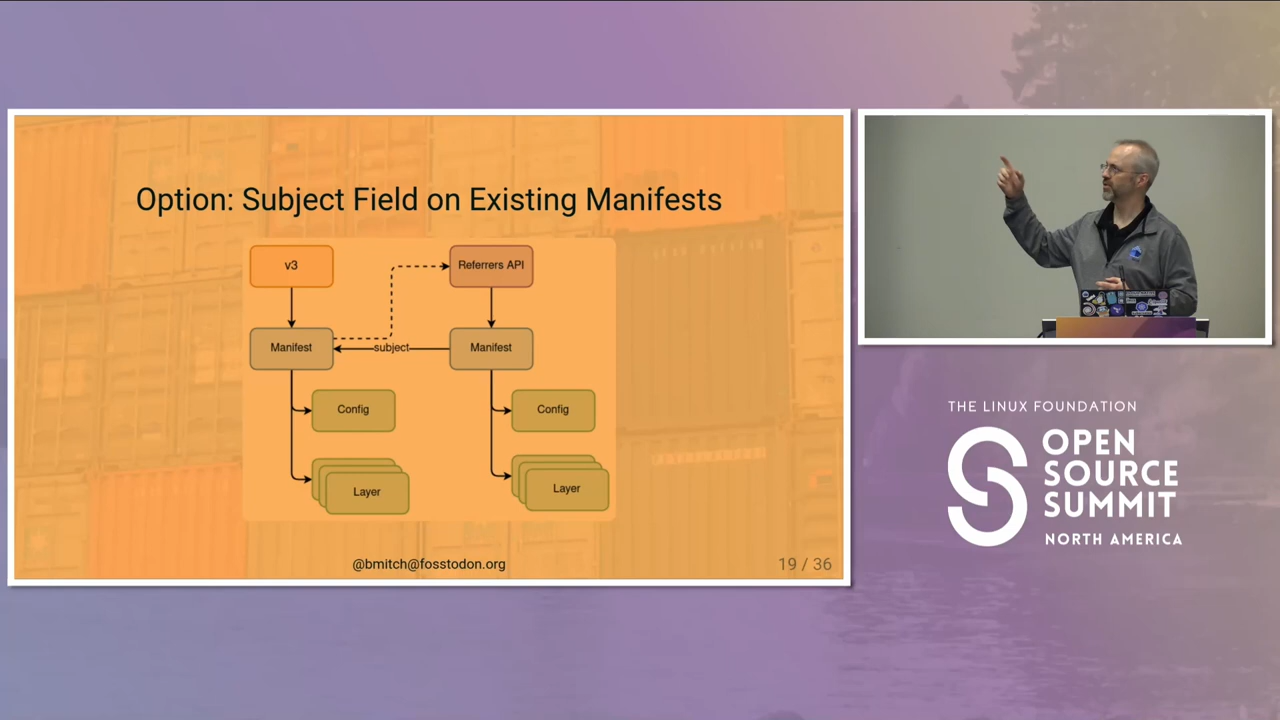 Option: Subject Field on Existing Manifests
v3
Referrers API
Manifest
subject
Manifest
Config
Config
Layer
Layer
@bmitch@fosstodon.org
19 / 36
THE LINUX FOUNDATION
OPEN
SOURCE
SUMMIT
NORTH AMERICA